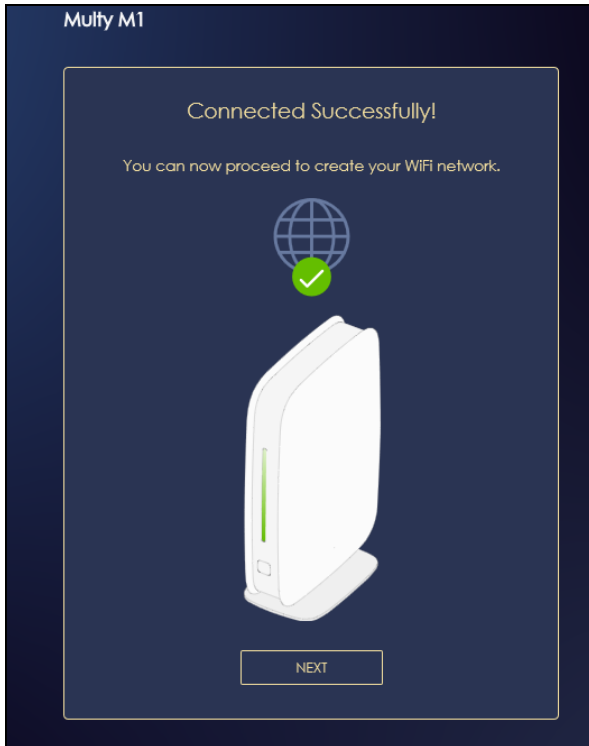 Multy M1
Connected Successfully!
You can now proceed to create your WiFi network.
NEXT